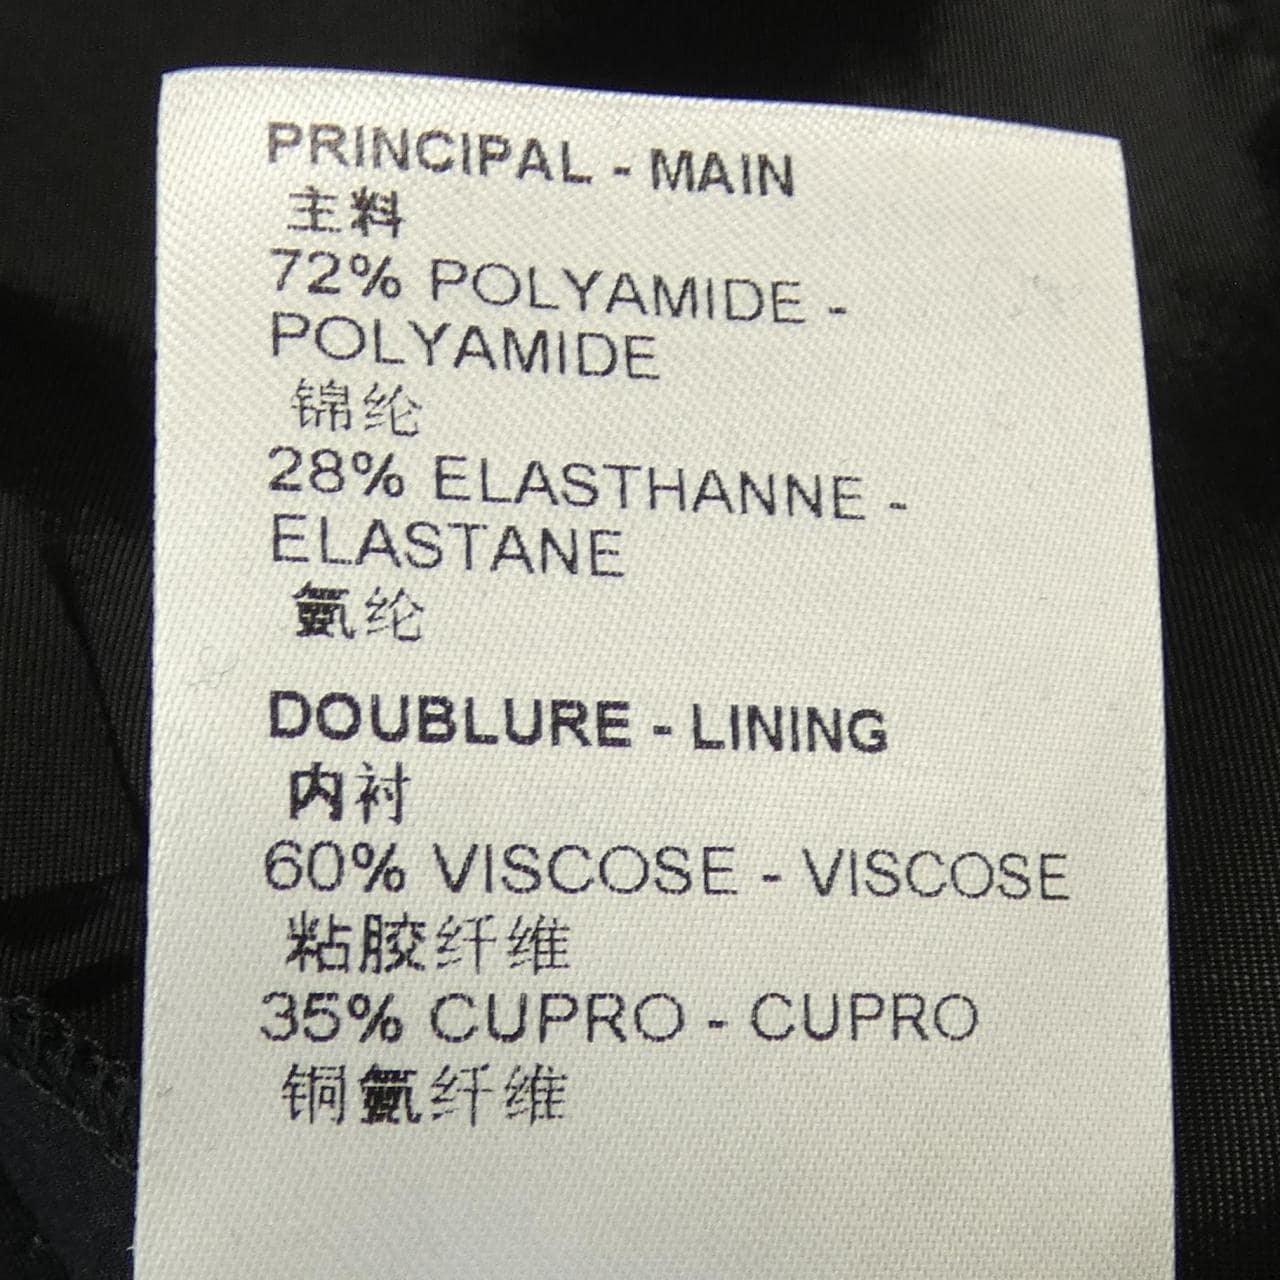 PRINCIPAL - MAIN
主料
72% POLYAMIDE -
POLYAMIDE
锦纶
28% ELASTHANNE -
ELASTANE
氨纶
DOUBLURE - LINING
内衬
60% VISCOSE - VISCOSE
粘胶纤维
35% CUPRO - CUPRO
铜氨纤维